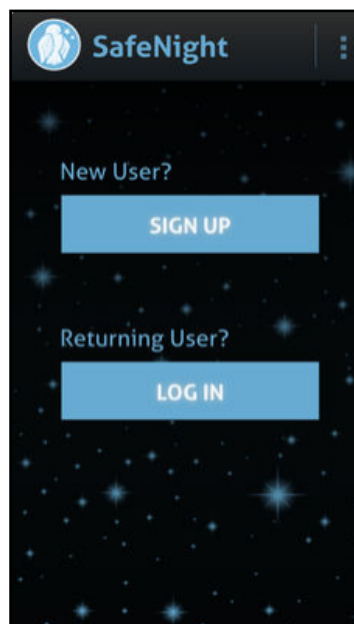 SafeNight
New User?
SIGN UP
Returning User?
LOG IN